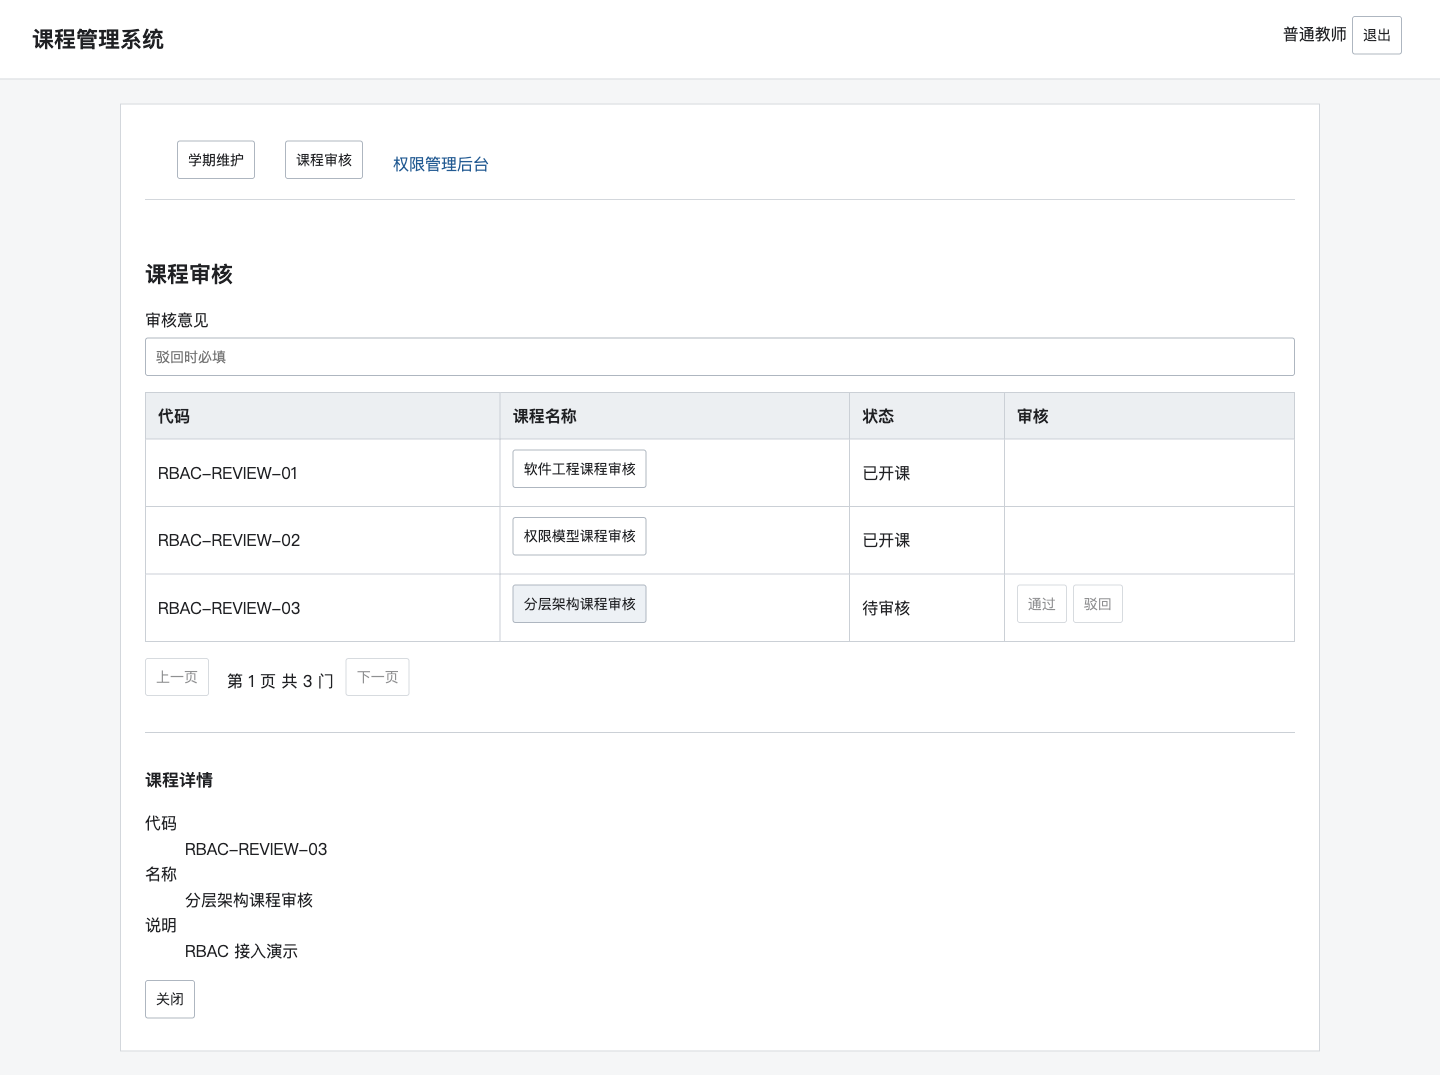 课程管理系统
普通教师 退出
学期维护 课程审核 权限管理后台
课程审核
审核意见
驳回时必填
代码 课程名称 状态 审核
RBAC-REVIEW-01 软件工程课程审核 已开课
RBAC-REVIEW-02 权限模型课程审核 已开课
RBAC-REVIEW-03 分层架构课程审核 待审核 通过 驳回
上一页 第 1 页 共 3 门 下一页
课程详情
代码
RBAC-REVIEW-03
名称
分层架构课程审核
说明
RBAC 接入演示
关闭